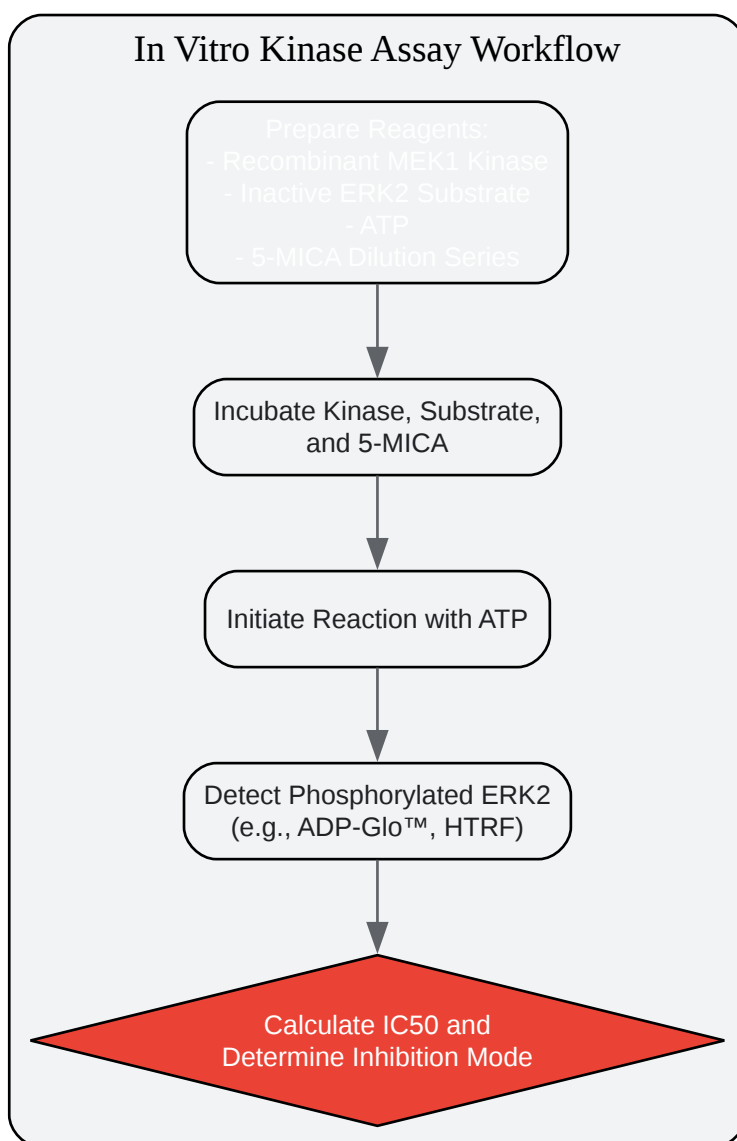 In Vitro Kinase Assay Workflow
Prepare Reagents:
- Recombinant MEK1 Kinase
- Inactive ERK2 Substrate
- ATP
- 5-MICA Dilution Series
Incubate Kinase, Substrate,
and 5-MICA
Initiate Reaction with ATP
Detect Phosphorylated ERK2
(e.g., ADP-Glo™, HTRF)
Calculate IC50 and
Determine Inhibition Mode